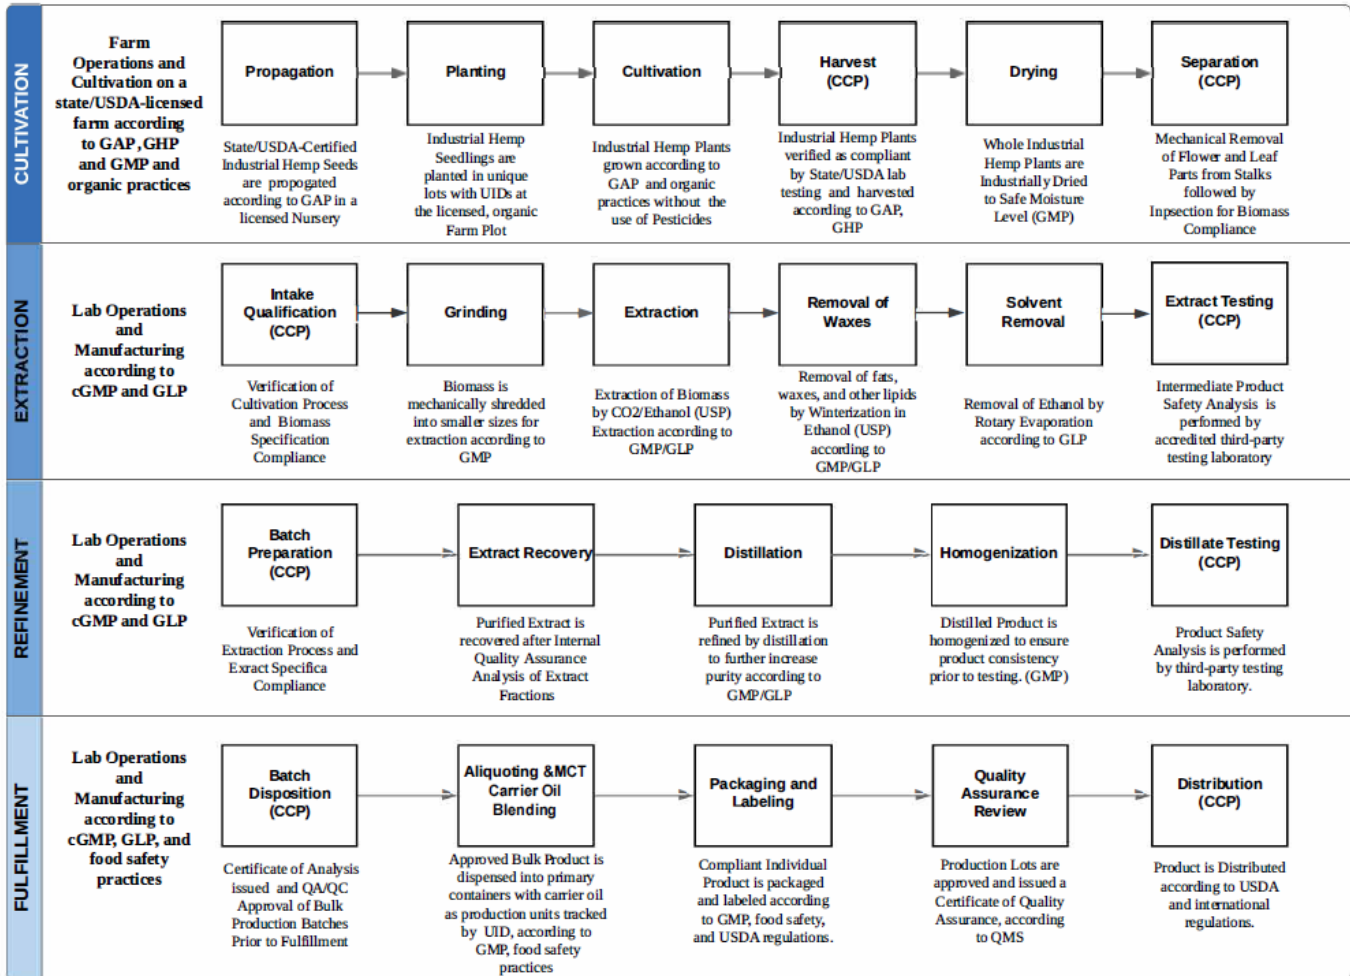 CULTIVATION
Farm
Operations and
Cultivation on a
state/USDA-licensed
farm according
to GAP, GHP
and GMP and
organic practices
Propagation
State/USDA-Certified
Industrial Hemp Seeds
are propogated
according to GAP in a
licensed Nursery
Planting
Industrial Hemp
Seedlings are
planted in unique
lots with UIDs at
the licensed, organic
Farm Plot
Cultivation
Industrial Hemp Plants
grown according to
GAP and organic
practices without the
use of Pesticides
Harvest
(CCP)
Industrial Hemp Plants
verified as compliant
by State/USDA lab
testing and harvested
according to GAP,
GHP
Drying
Whole Industrial
Hemp Plants are
Industrially Dried
to Safe Moisture
Level (GMP)
Separation
(CCP)
Mechanical Removal
of Flower and Leaf
Parts from Stalks
followed by
Inpsection for Biomass
Compliance
EXTRACTION
Lab Operations
and
Manufacturing
according to
cGMP and GLP
Intake
Qualification
(CCP)
Verification of
Cultivation Process
and Biomass
Specification
Compliance
Grinding
Biomass is
mechanically shredded
into smaller sizes for
extraction according to
GMP
Extraction
Extraction of Biomass
by CO2/Ethanol (USP)
Extraction according to
GMP/GLP
Removal of
Waxes
Removal of fats,
waxes, and other lipids
by Winterization in
Ethanol (USP)
according to
GMP/GLP
Solvent
Removal
Removal of Ethanol by
Rotary Evaporation
according to GLP
Extract Testing
(CCP)
Intermediate Product
Safety Analysis is
performed by
accredited third-party
testing laboratory
REFINEMENT
Lab Operations
and
Manufacturing
according to
cGMP and GLP
Batch
Preparation
(CCP)
Verification of
Extraction Process and
Exract Specifica
Compliance
Extract Recovery
Purified Extract is
recovered after Internal
Quality Assurance
Analysis of Extract
Fractions
Distillation
Purified Extract is
refined by distillation
to further increase
purity according to
GMP/GLP
Homogenization
Distilled Product is
homogenized to ensure
product consistency
prior to testing. (GMP)
Distillate Testing
(CCP)
Product Safety
Analysis is performed
by third-party testing
laboratory.
FULFILLMENT
Lab Operations
and
Manufacturing
according to
cGMP, GLP, and
food safety
practices
Batch
Disposition
(CCP)
Certificate of Analysis
issued and QA/QC
Approval of Bulk
Production Batches
Prior to Fulfillment
Aliquoting &MCT
Carrier Oil
Blending
Approved Bulk Product is
dispensed into primary
containers with carrier oil
as production units tracked
by UID, according to
GMP, food safety
practices
Packaging and
Labeling
Compliant Individual
Product is packaged
and labeled according
to GMP, food safety,
and USDA regulations.
Quality
Assurance
Review
Production Lots are
approved and issued a
Certificate of Quality
Assurance, according
to QMS
Distribution
(CCP)
Product is Distributed
according to USDA
and international
regulations.